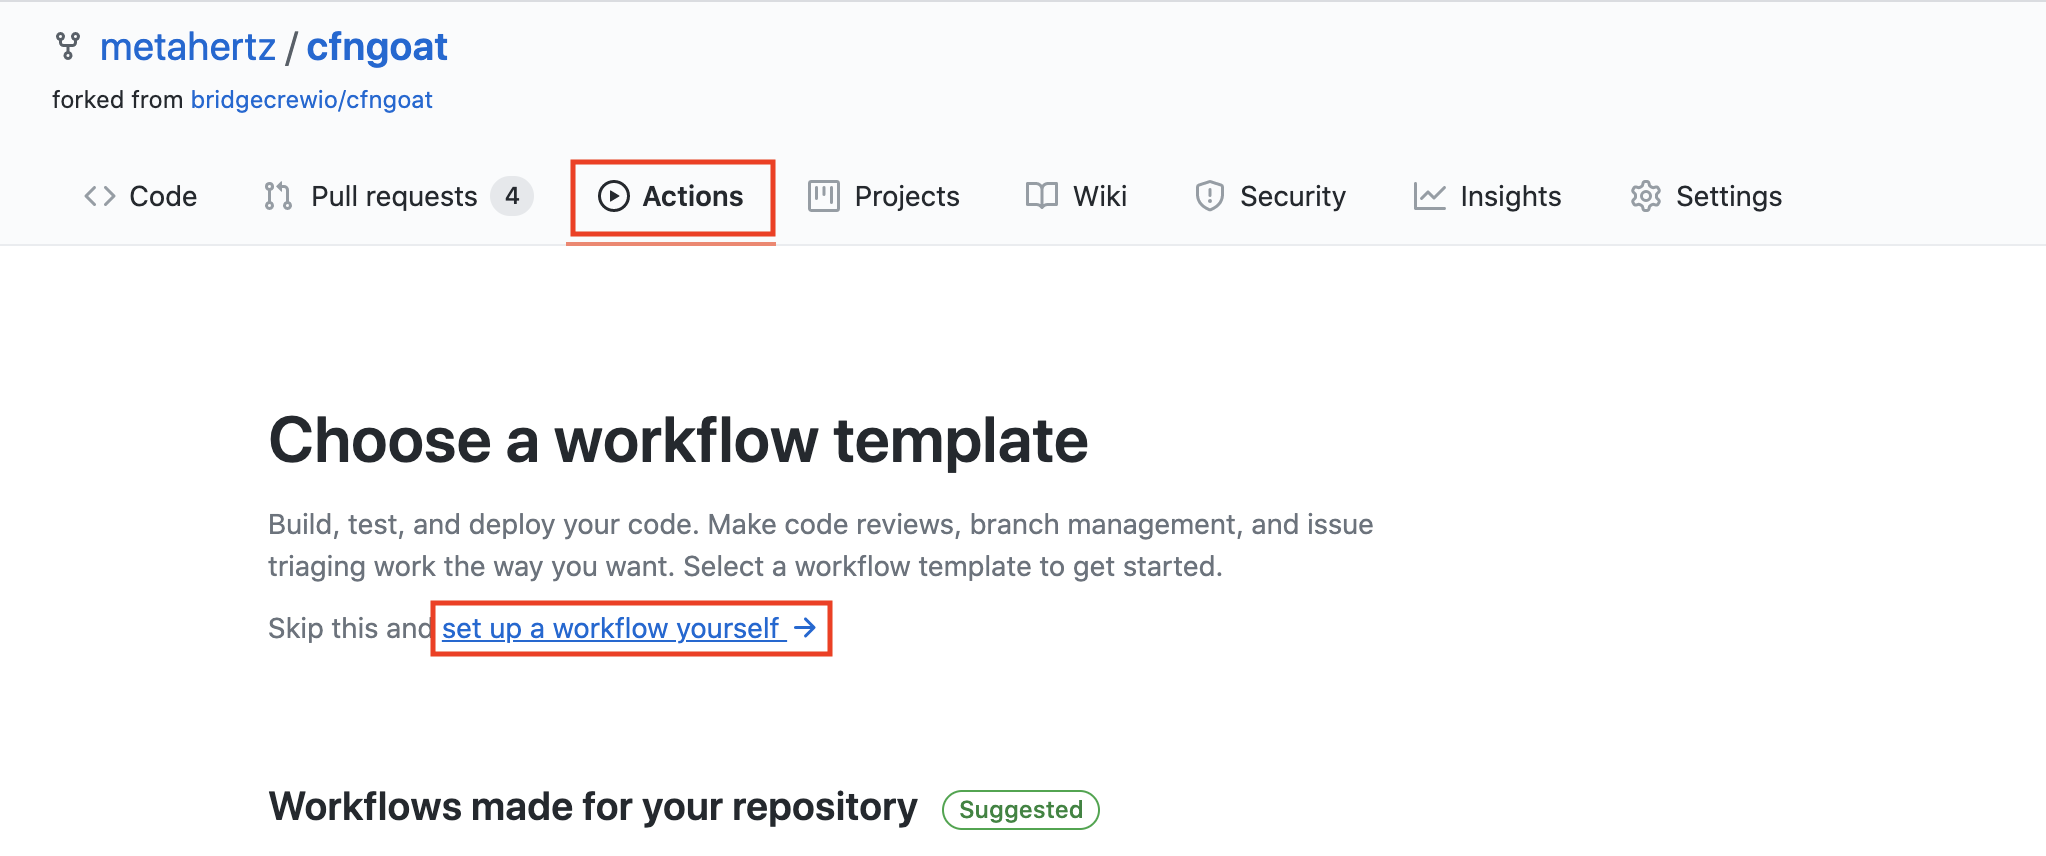 metahertz / cfngoat
forked from bridgecrewio/cfngoat
Code Pull requests 4 Actions Projects Wiki Security Insights Settings
Choose a workflow template
Build, test, and deploy your code. Make code reviews, branch management, and issue
triaging work the way you want. Select a workflow template to get started.
Skip this and set up a workflow yourself →
Workflows made for your repository Suggested